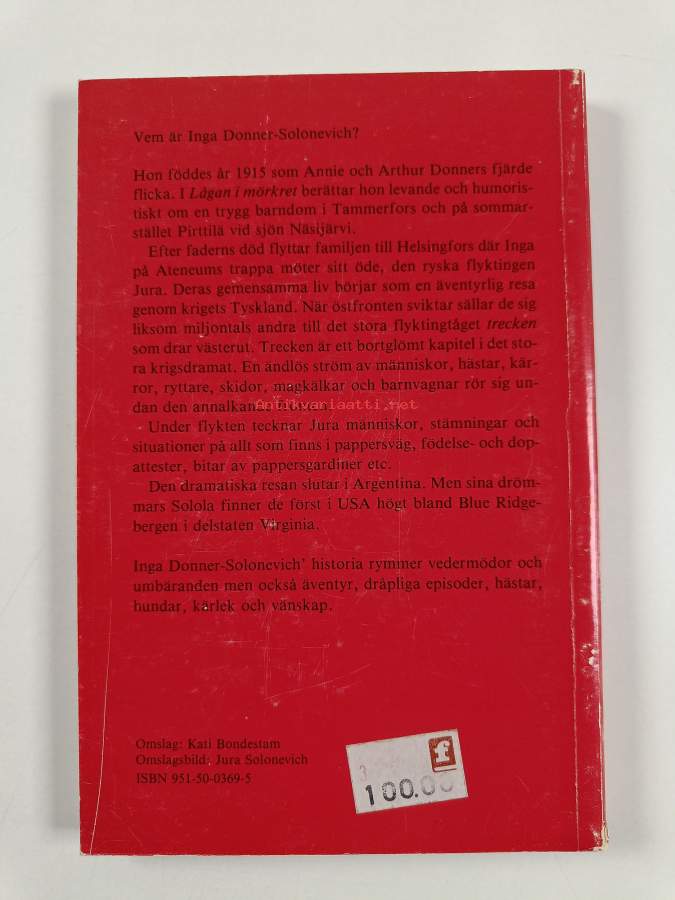 Vem är Inga Donner-Solonevich?
Hon föddes år 1915 som Annie och Arthur Donners fjärde
flicka. I Lågan i mörkret berättar hon levande och humoris-
tiskt om en trygg barndom i Tammerfors och på sommar-
stället Pirttilä vid sjön Näsijärvi.
Efter faderns död flyttar familjen till Helsingfors där Inga
på Ateneums trappa möter sitt öde, den ryska flyktingen
Jura. Deras gemensamma liv börjar som en äventyrlig resa
genom krigets Tyskland. När östfronten sviktar sällar de sig
liksom miljontals andra till det stora flyktingtåget trecken
som drar västerut. Trecken är ett bortglömt kapitel i det sto-
ra krigsdramat. En ändlös ström av människor, hästar, kär-
ror, ryttare, skidor, magkälkar och barnvagnar rör sig un-
dan den annalkande
Antikvariaatti.net
Under flykten tecknar Jura människor, stämningar och
situationer på allt som finns i pappersväg, födelse- och dop-
attester, bitar av pappersgardiner etc.
Den dramatiska resan slutar i Argentina. Men sina dröm-
mars Solola finner de först i USA högt bland Blue Ridge-
bergen i delstaten Virginia.
Inga Donner-Solonevich' historia rymmer vedermödor och
umbäranden men också äventyr, dråpliga episoder, hästar,
hundar, kärlek och vänskap.
Omslag: Kati Bondestam
Omslagsbild: Jura Solonevich
ISBN 951-50-0369-5
f
100.00